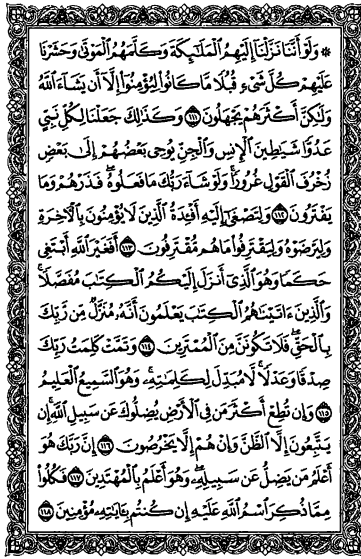 ۞ وَلَوْ أَنَّنَا نَزَّلْنَا إِلَيْهِمُ الْمَلَٰٓئِكَةَ وَكَلَّمَهُمُ الْمَوْتَىٰ وَحَشَرْنَا
عَلَيْهِمْ كُلَّ شَىْءٍ قُبُلًا مَّا كَانُوا۟ لِيُؤْمِنُوٓا۟ إِلَّآ أَن يَشَآءَ ٱللَّهُ
وَلَٰكِنَّ أَكْثَرَهُمْ يَجْهَلُونَ ١١١ وَكَذَٰلِكَ جَعَلْنَا لِكُلِّ نَبِىٍّ
عَدُوًّا شَيَٰطِينَ ٱلْإِنسِ وَٱلْجِنِّ يُوحِى بَعْضُهُمْ إِلَىٰ بَعْضٍ
زُخْرُفَ ٱلْقَوْلِ غُرُورًا وَلَوْ شَآءَ رَبُّكَ مَا فَعَلُوهُ فَذَرْهُمْ وَمَا
يَفْتَرُونَ ١١٢ وَلِتَصْغَىٰٓ إِلَيْهِ أَفْـِٔدَةُ ٱلَّذِينَ لَا يُؤْمِنُونَ بِٱلْـَٔاخِرَةِ
وَلِيَرْضَوْهُ وَلِيَقْتَرِفُوا۟ مَا هُم مُّقْتَرِفُونَ ١١٣ أَفَغَيْرَ ٱللَّهِ أَبْتَغِى
حَكَمًا وَهُوَ ٱلَّذِىٓ أَنزَلَ إِلَيْكُمُ ٱلْكِتَٰبَ مُفَصَّلًا
وَٱلَّذِينَ ءَاتَيْنَٰهُمُ ٱلْكِتَٰبَ يَعْلَمُونَ أَنَّهُۥ مُنَزَّلٌ مِّن رَّبِّكَ
بِٱلْحَقِّ فَلَا تَكُونَنَّ مِنَ ٱلْمُمْتَرِينَ ١١٤ وَتَمَّتْ كَلِمَتُ رَبِّكَ
صِدْقًا وَعَدْلًا لَّا مُبَدِّلَ لِكَلِمَٰتِهِۦ وَهُوَ ٱلسَّمِيعُ ٱلْعَلِيمُ
١١٥ وَإِن تُطِعْ أَكْثَرَ مَن فِى ٱلْأَرْضِ يُضِلُّوكَ عَن سَبِيلِ ٱللَّهِ إِن
يَتَّبِعُونَ إِلَّا ٱلظَّنَّ وَإِنْ هُمْ إِلَّا يَخْرُصُونَ ١١٦ إِنَّ رَبَّكَ هُوَ
أَعْلَمُ مَن يَضِلُّ عَن سَبِيلِهِۦ وَهُوَ أَعْلَمُ بِٱلْمُهْتَدِينَ ١١٧ فَكُلُوا۟
مِمَّا ذُكِرَ ٱسْمُ ٱللَّهِ عَلَيْهِ إِن كُنتُم بِـَٔايَٰتِهِۦ مُؤْمِنِينَ ١١٨